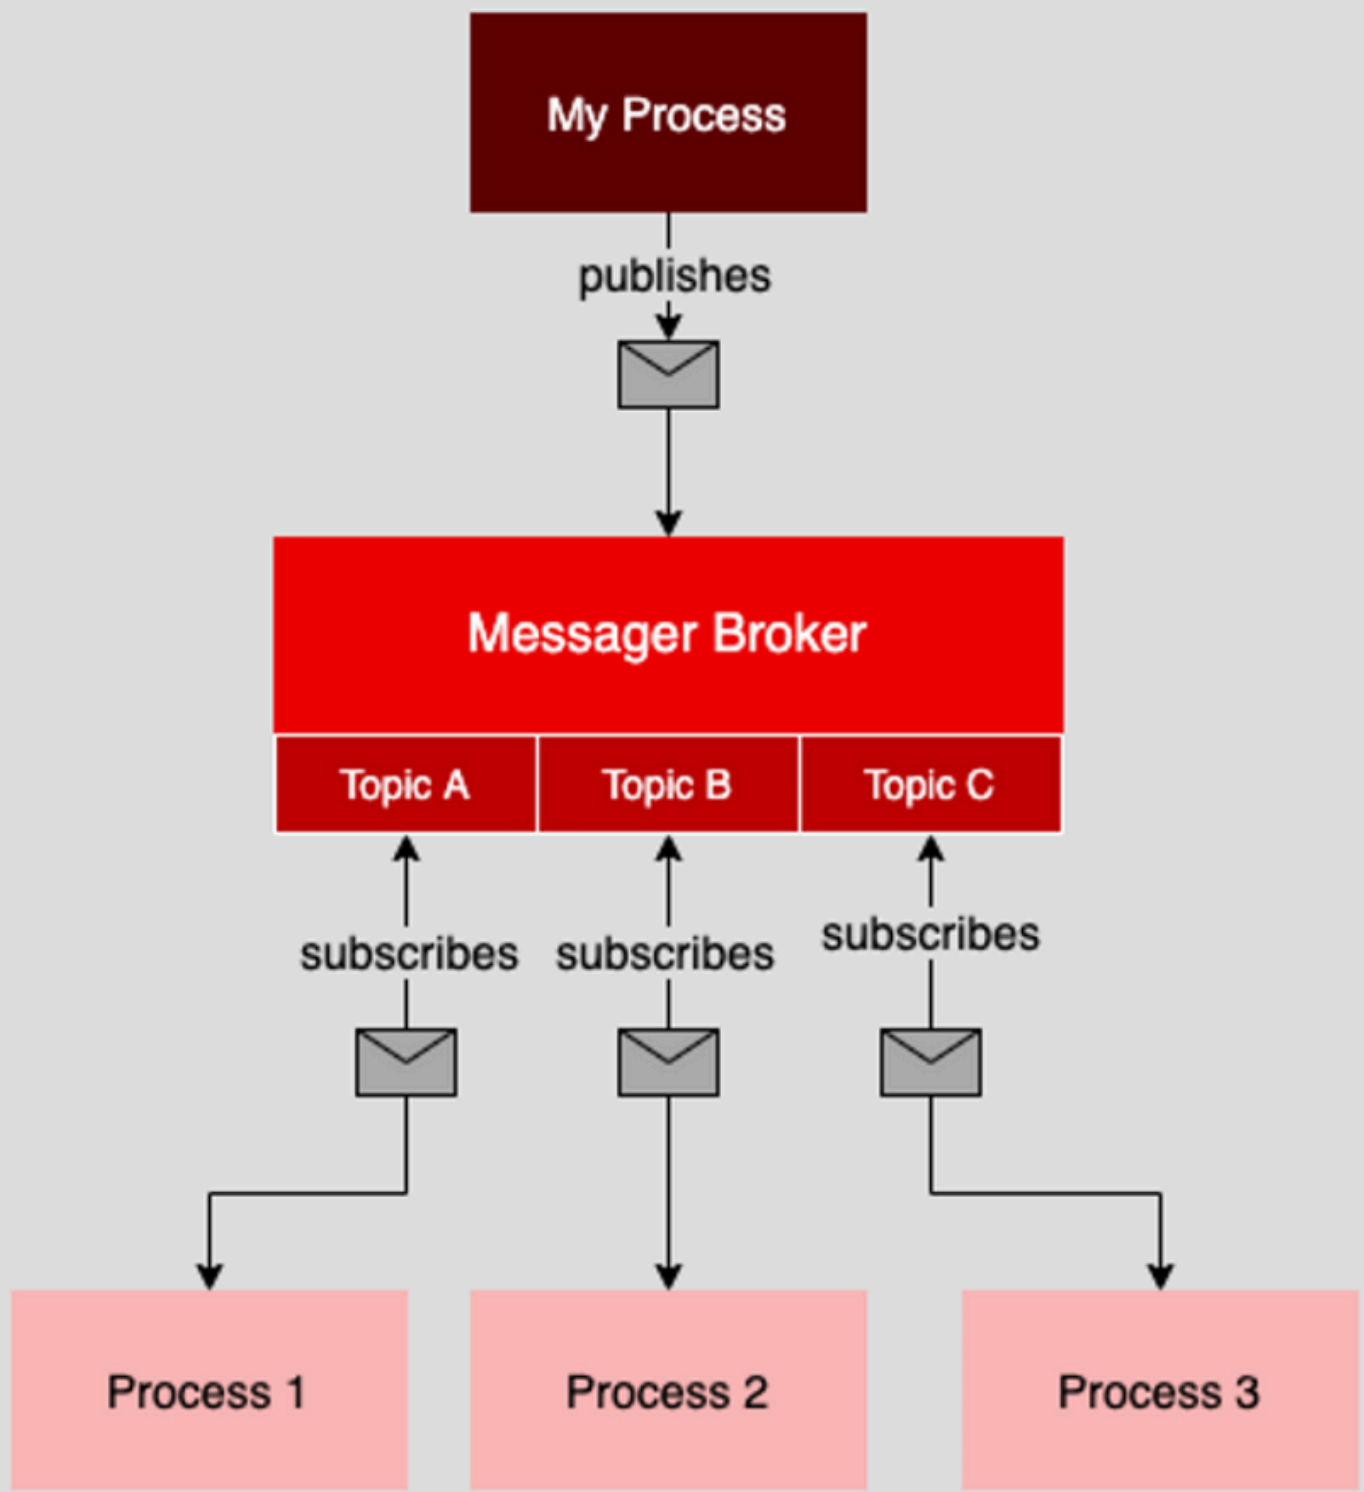 My Process
publishes
Messager Broker
Topic A
Topic B
Topic C
subscribes
subscribes
subscribes
Process 1
Process 2
Process 3